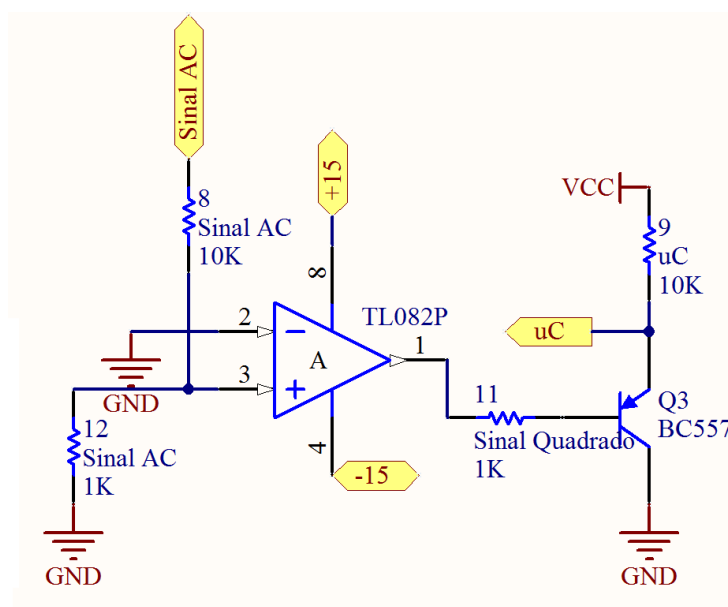 Sinal AC
8
Sinal AC
10K
+15
8
2
3
A
TL082P
1
4
-15
GND
12
Sinal AC
1K
GND
11
Sinal Quadrado
1K
VCC
9
uC
10K
uC
Q3
BC557
GND